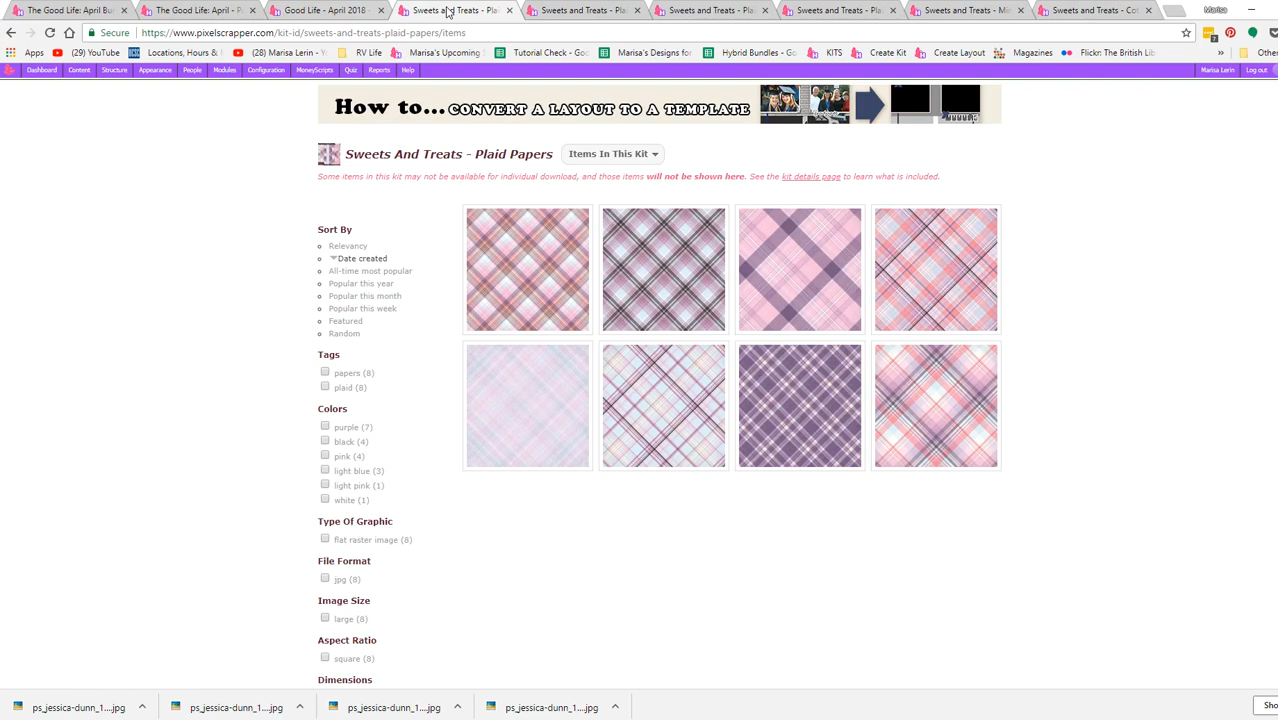 The Good Life: April Bu
The Good Life: April - P
Good Life - April 2018
Sweets and Treats - Pla
Sweets and Treats - Pla
Sweets and Treats - Pla
Sweets and Treats - Pla
Sweets and Treats - Min
Sweets and Treats - Cot
Marisa
Secure https://www.pixelscrapper.com/kit-id/sweets-and-treats-plaid-papers/items
Apps (29) YouTube Locations, Hours (28) Marisa Lerin - Yo RV Life Marisa's Upcoming Tutorial Check - Goo Marisa's Designs for Hybrid Bundles - Goo Create Kit Create Layout Magazines Flickr: The British Lib » Other
Dashboard Content Structure Appearance People Modules Configuration MoneyScripts Quiz Reports Help Marisa Lerin Log out
How to... CONVERT A LAYOUT TO A TEMPLATE
Sweets And Treats - Plaid Papers Items In This Kit
Some items in this kit may not be available for individual download, and those items will not be shown here. See the kit details page to learn what is included.
Sort By
Relevancy
Date created
All-time most popular
Popular this year
Popular this month
Popular this week
Featured
Random
Tags
papers (8)
plaid (8)
Colors
purple (7)
black (4)
pink (4)
light blue (3)
light pink (1)
white (1)
Type Of Graphic
flat raster image (8)
File Format
jpg (8)
Image Size
large (8)
Aspect Ratio
square (8)
Dimensions
ps_jessica-dunn_1....jpg ps_jessica-dunn_1....jpg ps_jessica-dunn_1....jpg ps_jessica-dunn_1....jpg Sho